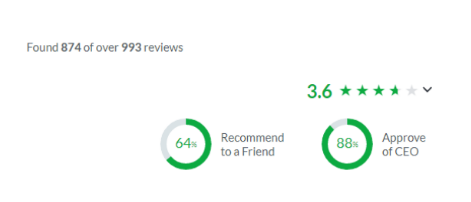 Found 874 of over 993 reviews
3.6
64%
Recommend
to a Friend
88%
Approve
of CEO